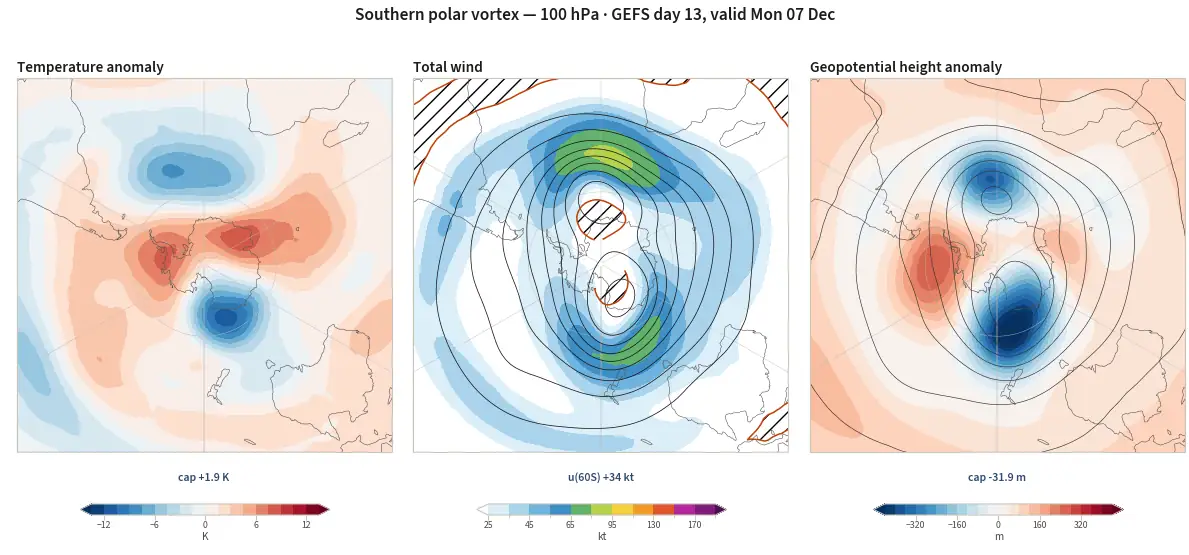 Southern polar vortex — 100 hPa · GEFS day 13, valid Mon 07 Dec
Temperature anomaly
Total wind
Geopotential height anomaly
cap +1.9 K
u(60S) +34 kt
cap -31.9 m
−12 −6 0 6 12
K
25 45 65 95 130 170
kt
−320 −160 0 160 320
m